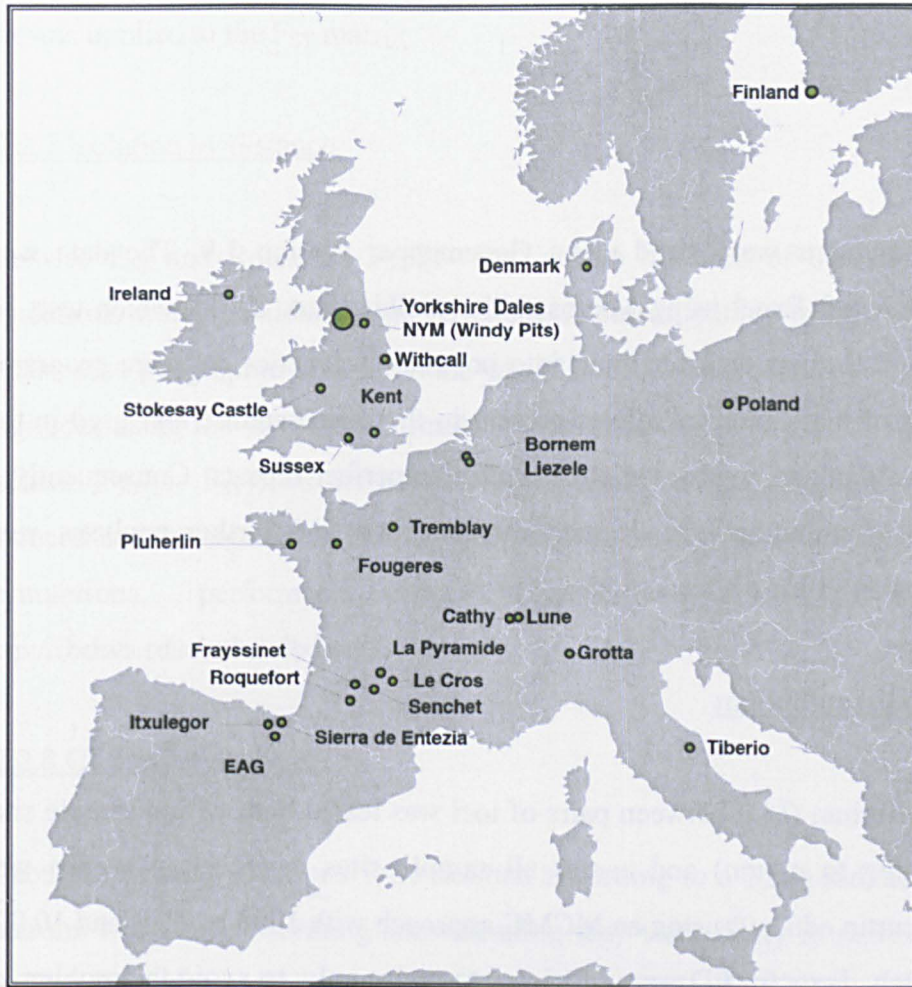 Finland
Denmark
Ireland
Yorkshire Dales
NYM (Windy Pits)
Withcall
Kent
Stokesay Castle
Poland
Sussex
Bornem
Liezele
Tremblay
Pluherlin
Fougeres
Cathy
Lune
La Pyramide
Frayssinet
Grotta
Roquefort
Le Cros
Senchet
Itxulegor
Sierra de Entezia
Tiberio
EAG